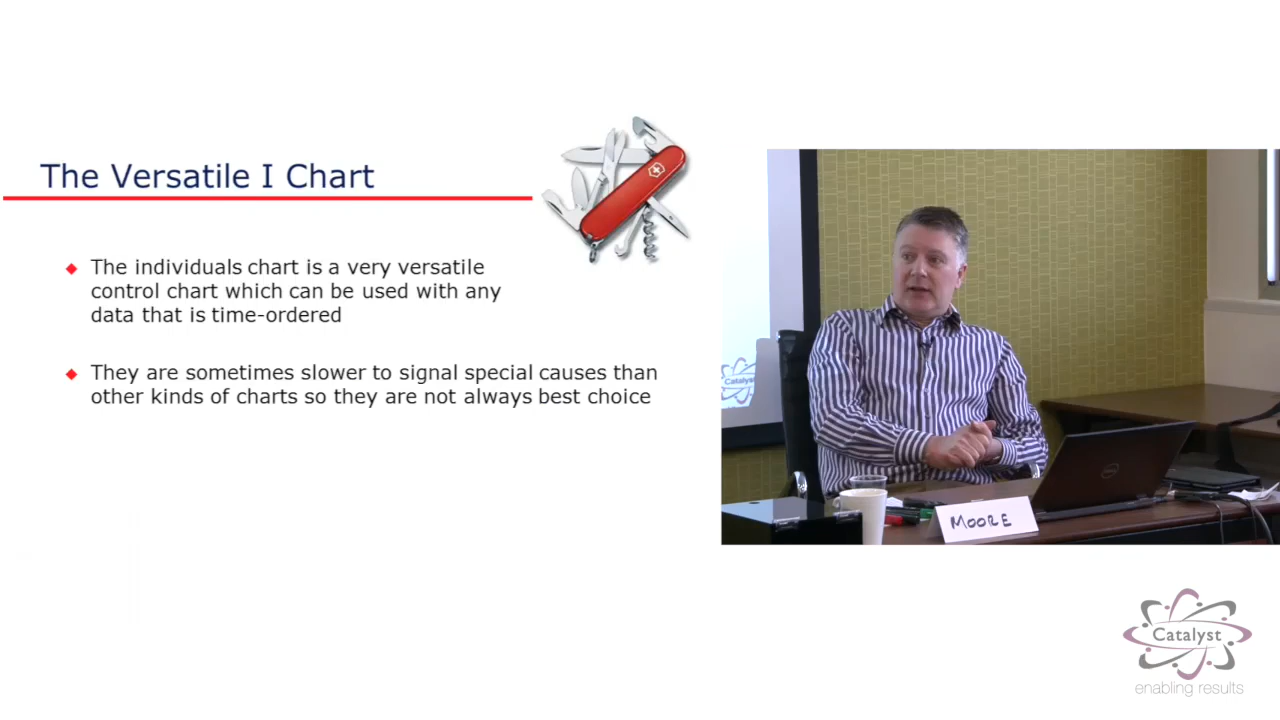 The Versatile I Chart
The individuals chart is a very versatile
control chart which can be used with any
data that is time-ordered
They are sometimes slower to signal special causes than
other kinds of charts so they are not always best choice
Catalyst
DELL
MOORE
Catalyst
enabling results